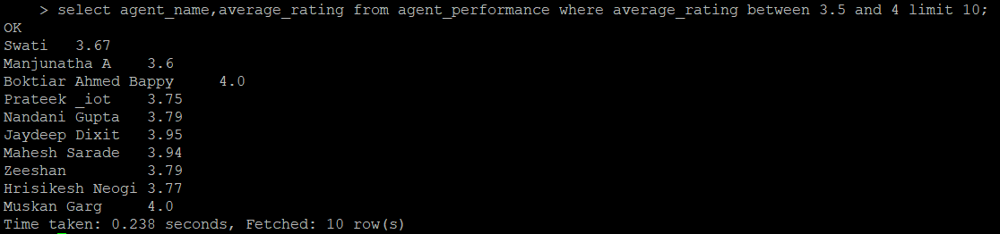 > select agent_name,average_rating from agent_performance where average_rating between 3.5 and 4 limit 10;
OK
Swati   3.67
Manjunatha A    3.6
Boktiar Ahmed Bappy     4.0
Prateek _iot    3.75
Nandani Gupta   3.79
Jaydeep Dixit   3.95
Mahesh Sarade   3.94
Zeeshan         3.79
Hrisikesh Neogi 3.77
Muskan Garg     4.0
Time taken: 0.238 seconds, Fetched: 10 row(s)